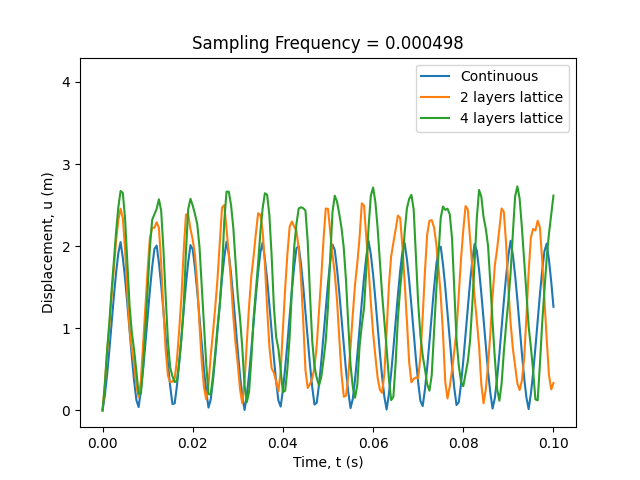 Sampling Frequency = 0.000498
Continuous
2 layers lattice
4 layers lattice
4
3
2
1
0
Displacement, u (m)
0.00 0.02 0.04 0.06 0.08 0.10
Time, t (s)